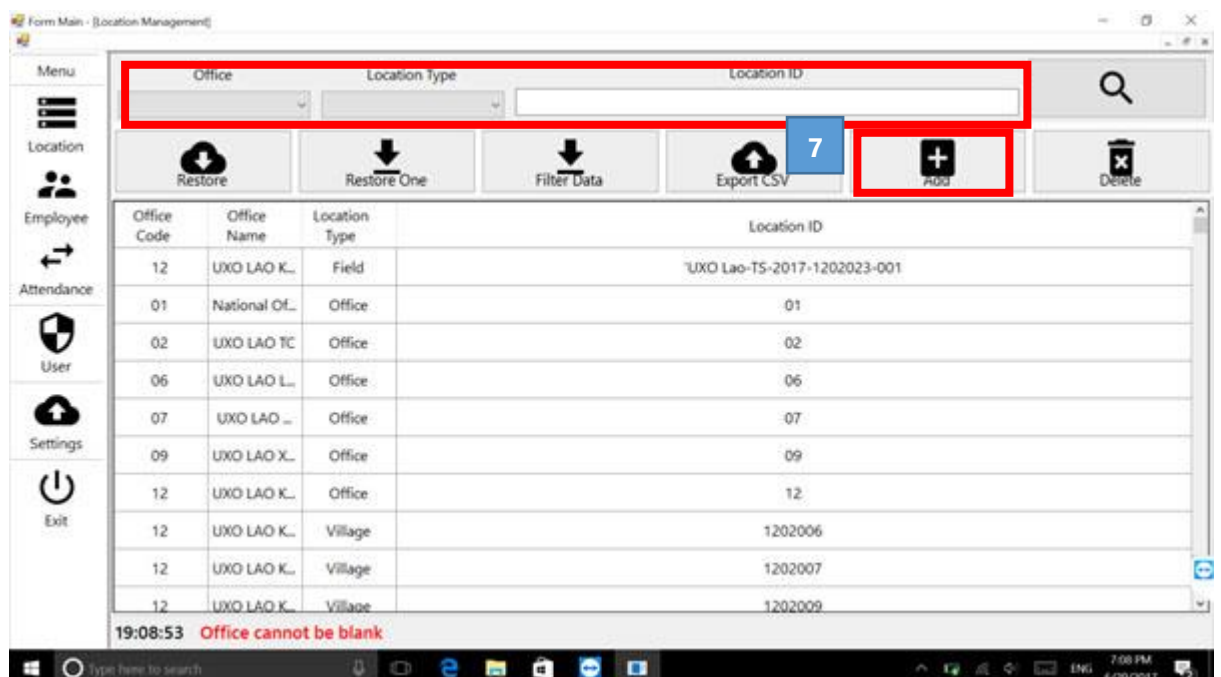 Form Main - [Location Management]
Menu
Office Location Type Location ID
Location
7
Restore Restore One Filter Data Export CSV Add Delete
Employee
Attendance
User
Settings
Exit
Office Code Office Name Location Type Location ID
12 UXO LAO K... Field 'UXO Lao-TS-2017-1202023-001
01 National Of... Office 01
02 UXO LAO TC Office 02
06 UXO LAO L... Office 06
07 UXO LAO ... Office 07
09 UXO LAO X... Office 09
12 UXO LAO K... Office 12
12 UXO LAO K... Village 1202006
12 UXO LAO K... Village 1202007
12 UXO LAO K... Village 1202009
19:08:53 Office cannot be blank
Type here to search ENG 7:08 PM